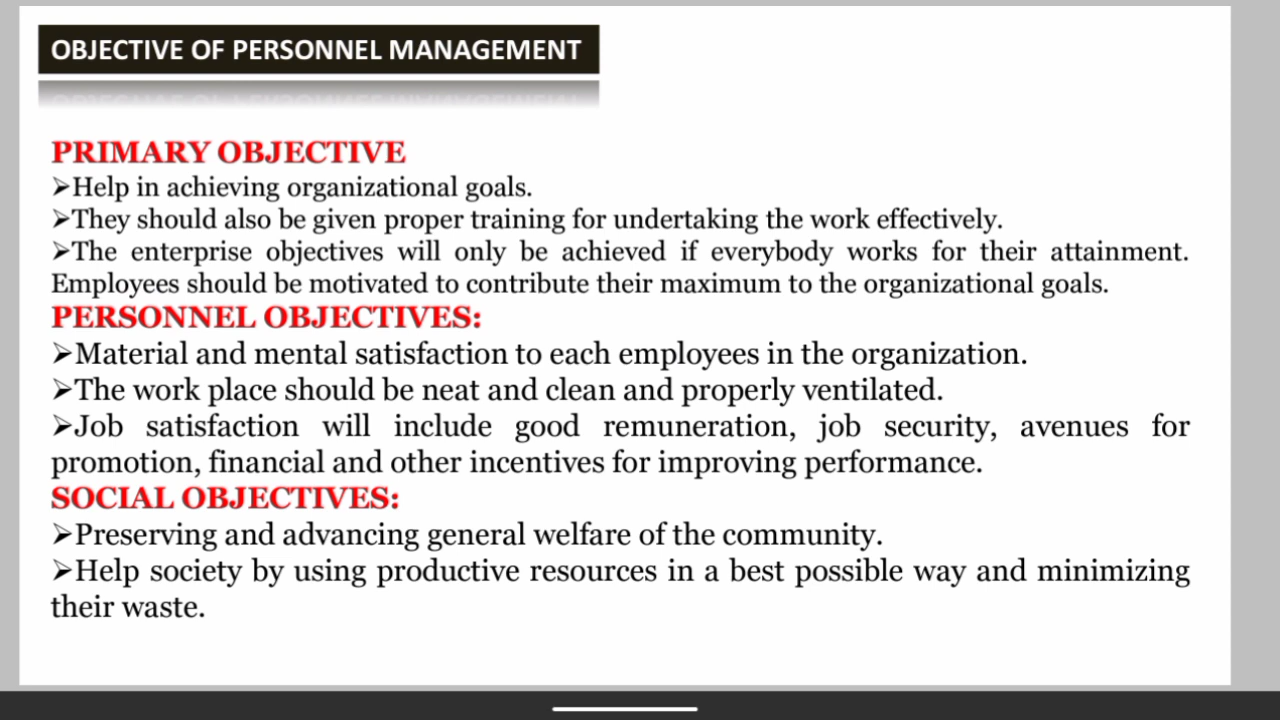 OBJECTIVE OF PERSONNEL MANAGEMENT
PRIMARY OBJECTIVE
➢Help in achieving organizational goals.
➢They should also be given proper training for undertaking the work effectively.
➢The enterprise objectives will only be achieved if everybody works for their attainment.
Employees should be motivated to contribute their maximum to the organizational goals.
PERSONNEL OBJECTIVES:
➢Material and mental satisfaction to each employees in the organization.
➢The work place should be neat and clean and properly ventilated.
➢Job satisfaction will include good remuneration, job security, avenues for
promotion, financial and other incentives for improving performance.
SOCIAL OBJECTIVES:
➢Preserving and advancing general welfare of the community.
➢Help society by using productive resources in a best possible way and minimizing
their waste.